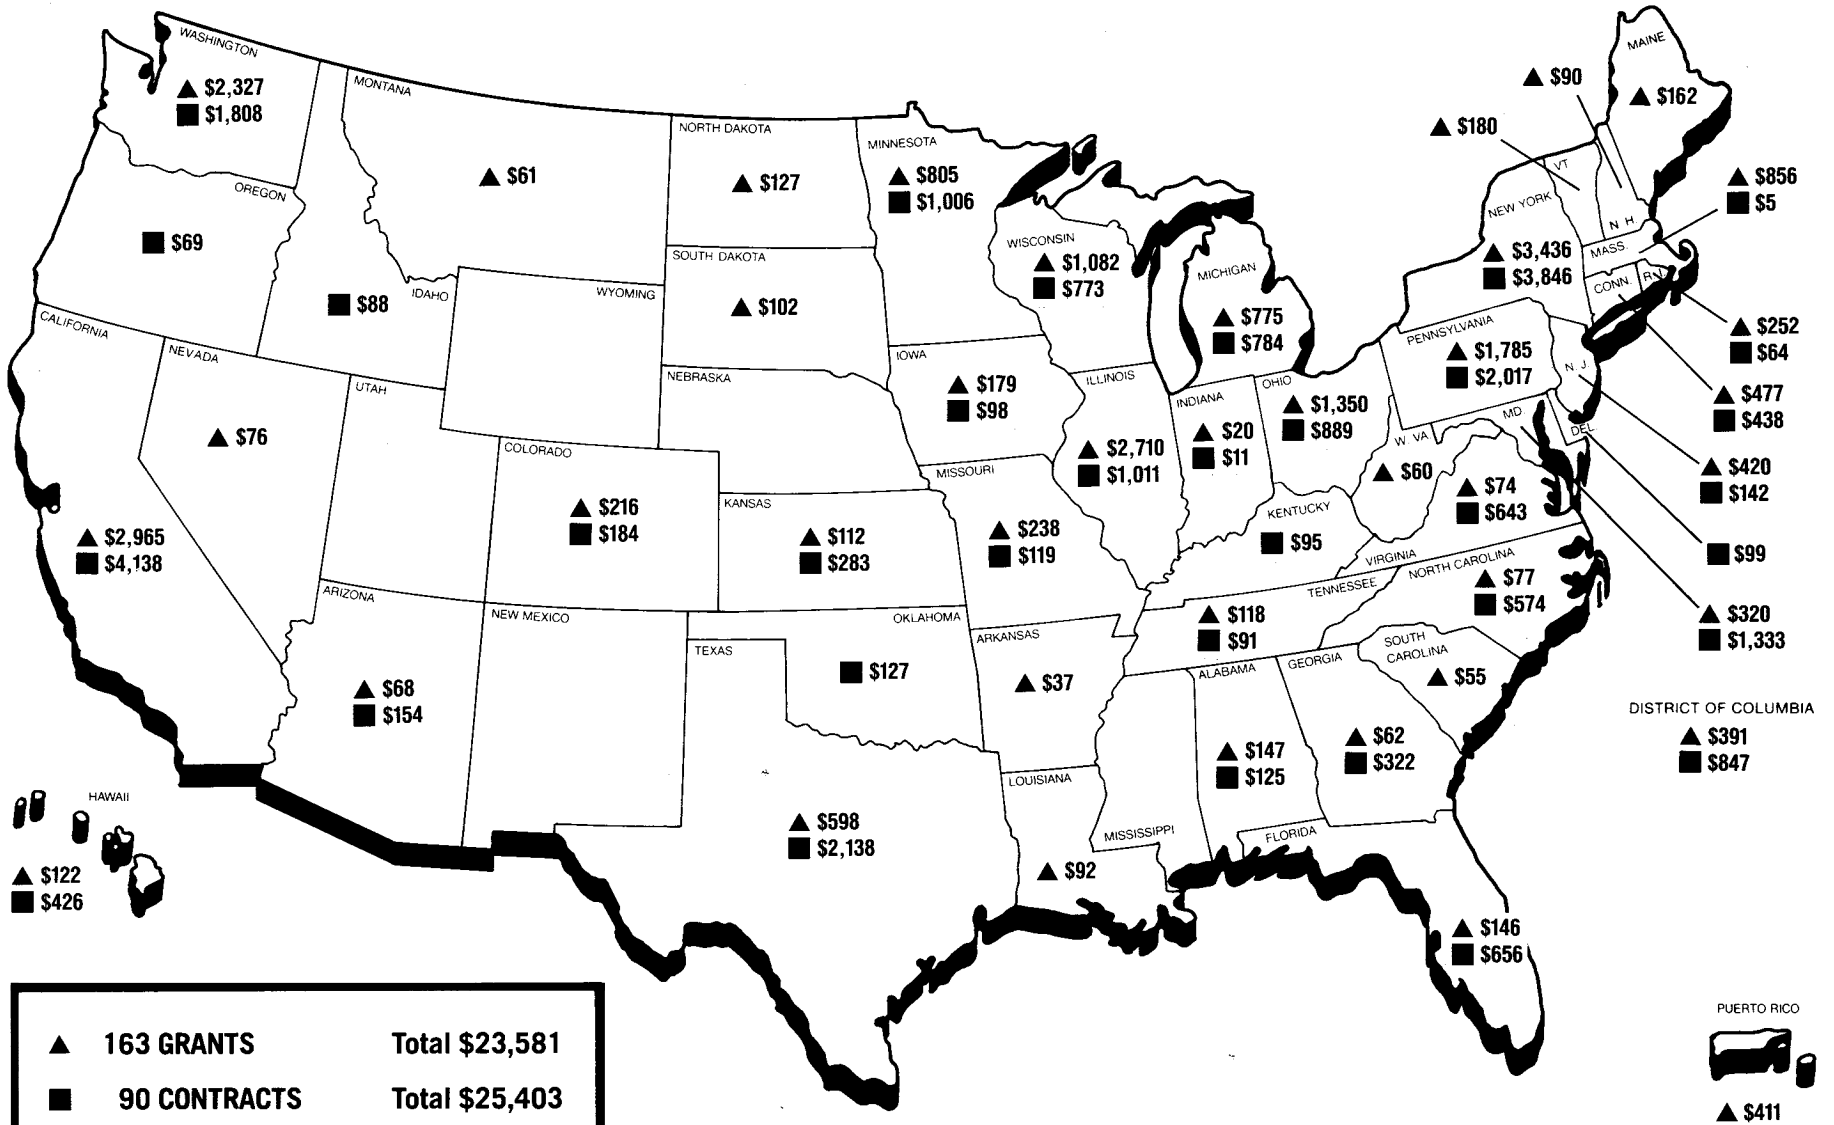 WASHINGTON
$2,327
$1,808
MONTANA
$61
NORTH DAKOTA
$127
MINNESOTA
$805
$1,006
MAINE
$162
$90
$180
VT
N. H.
$856
$5
OREGON
$69
IDAHO
$88
WYOMING
SOUTH DAKOTA
$102
WISCONSIN
$1,082
$773
MICHIGAN
$775
$784
NEW YORK
$3,436
$3,846
MASS.
CONN.
R.I.
$252
$64
CALIFORNIA
$2,965
$4,138
NEVADA
$76
UTAH
COLORADO
$216
$184
NEBRASKA
IOWA
$179
$98
ILLINOIS
$2,710
$1,011
INDIANA
$20
$11
OHIO
$1,350
$889
PENNSYLVANIA
$1,785
$2,017
N. J.
$477
$438
MD.
DEL.
W. VA.
$60
$420
$142
KANSAS
$112
$283
MISSOURI
$238
$119
KENTUCKY
$95
VIRGINIA
$74
$643
$99
ARIZONA
$68
$154
NEW MEXICO
OKLAHOMA
$127
TEXAS
$598
$2,138
ARKANSAS
$37
TENNESSEE
$118
$91
NORTH CAROLINA
$77
$574
$320
$1,333
SOUTH
CAROLINA
$55
ALABAMA
$147
$125
GEORGIA
$62
$322
DISTRICT OF COLUMBIA
$391
$847
LOUISIANA
$92
MISSISSIPPI
FLORIDA
$146
$656
HAWAII
$122
$426
PUERTO RICO
$411
163 GRANTS Total $23,581
90 CONTRACTS Total $25,403